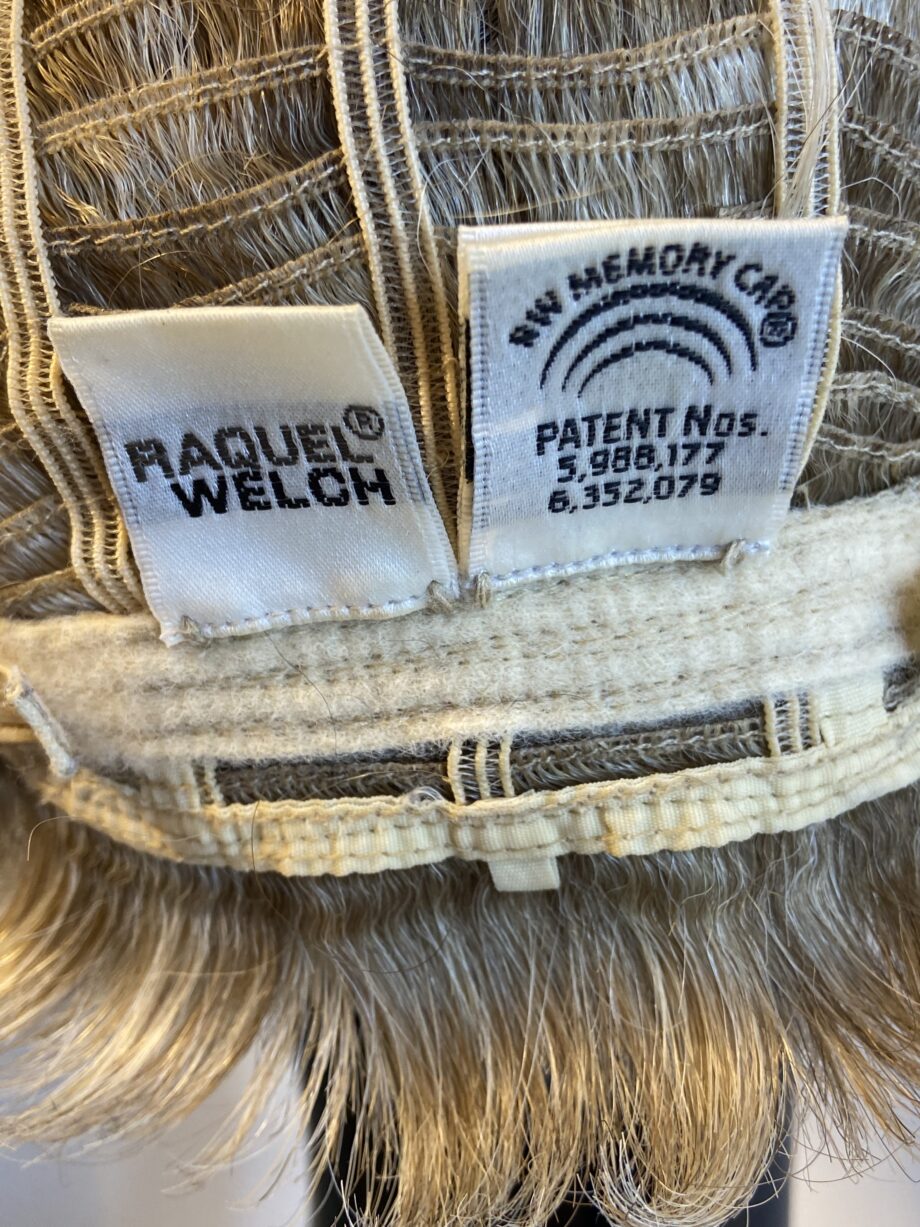 RAQUEL®
WELCH
RW MEMORY CAP®
PATENT Nos.
5,988,177
6,352,079